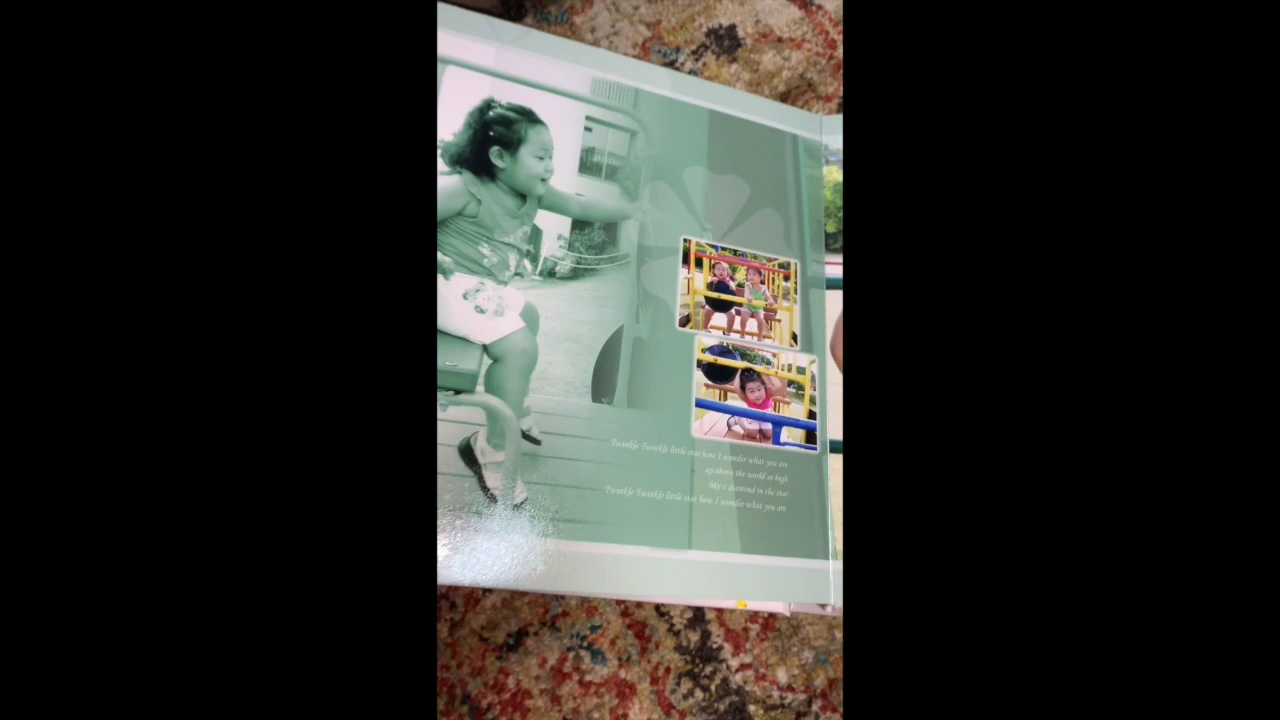 Twinkle Twinkle little star how I wonder what you are
up above the world so high
like diamond in the star
Twinkle Twinkle little star how I wonder what you are